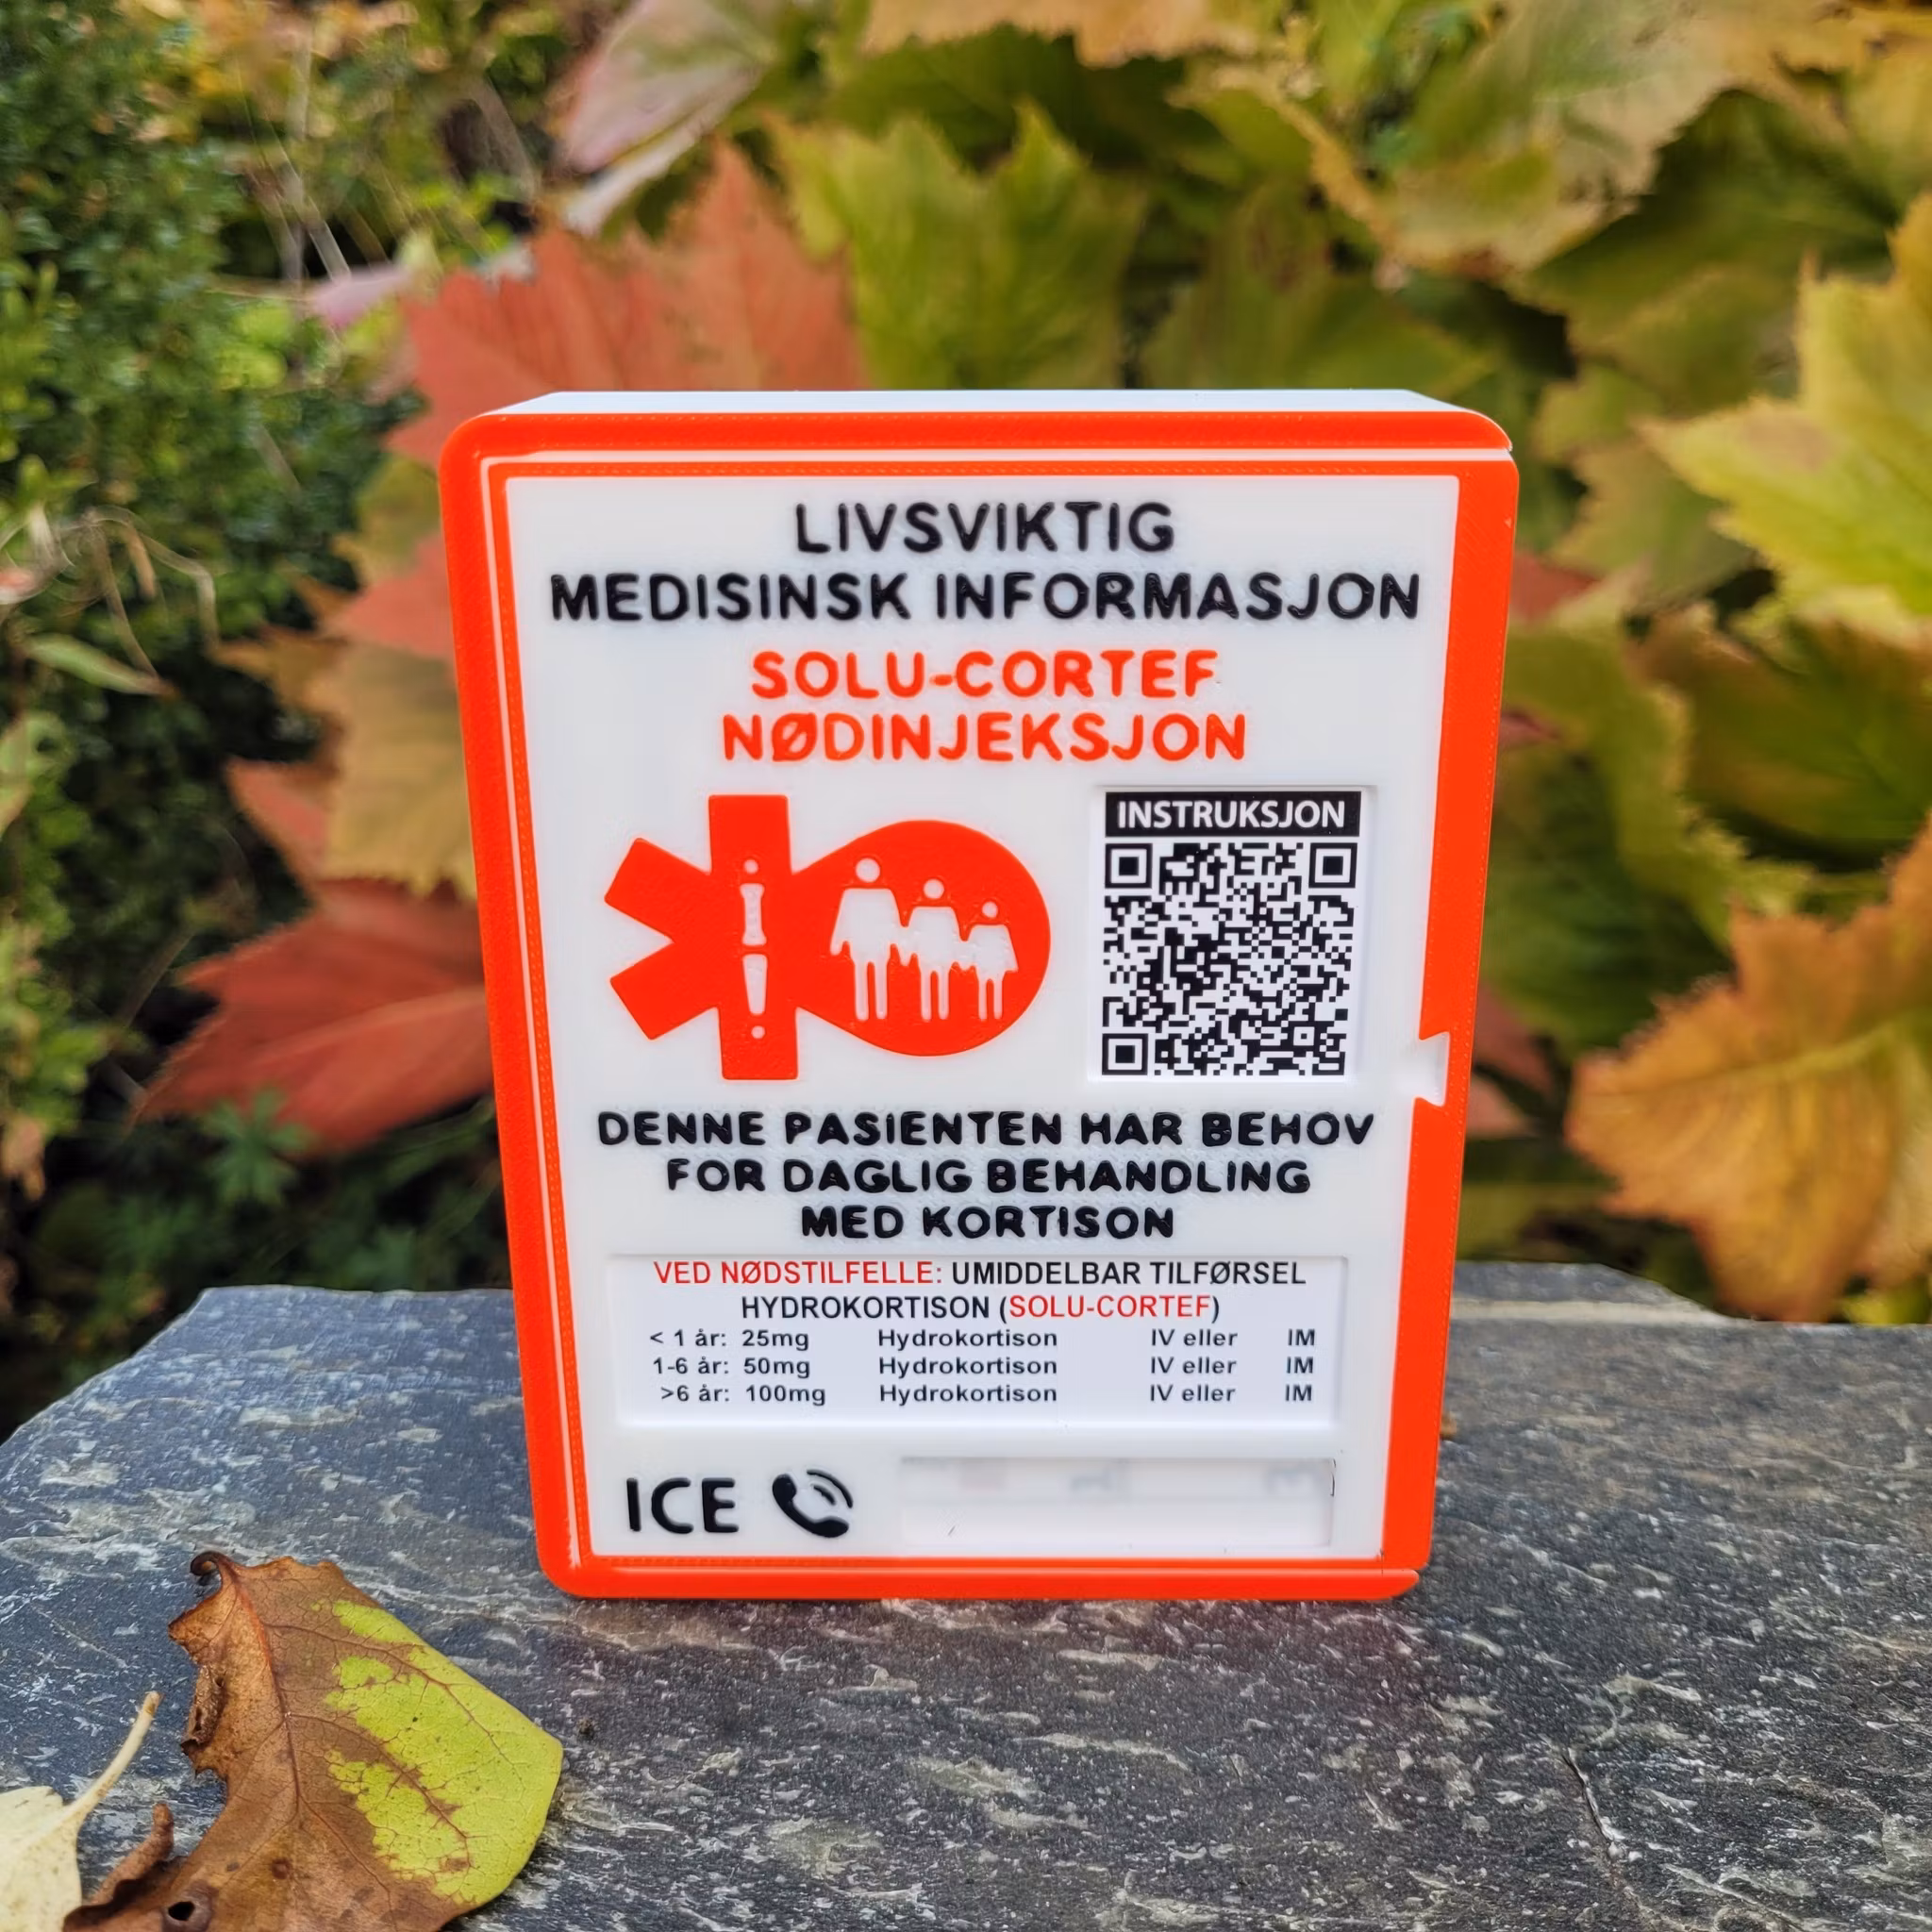 LIVSVIKTIG
MEDISINSK INFORMASJON
SOLU-CORTEF
NØDINJEKSJON
INSTRUKSJON
DENNE PASIENTEN HAR BEHOV
FOR DAGLIG BEHANDLING
MED KORTISON
VED NØDSTILFELLE: UMIDDELBAR TILFØRSEL
HYDROKORTISON (SOLU-CORTEF)
< 1 år: 25mg Hydrokortison IV eller IM
1-6 år: 50mg Hydrokortison IV eller IM
>6 år: 100mg Hydrokortison IV eller IM
ICE